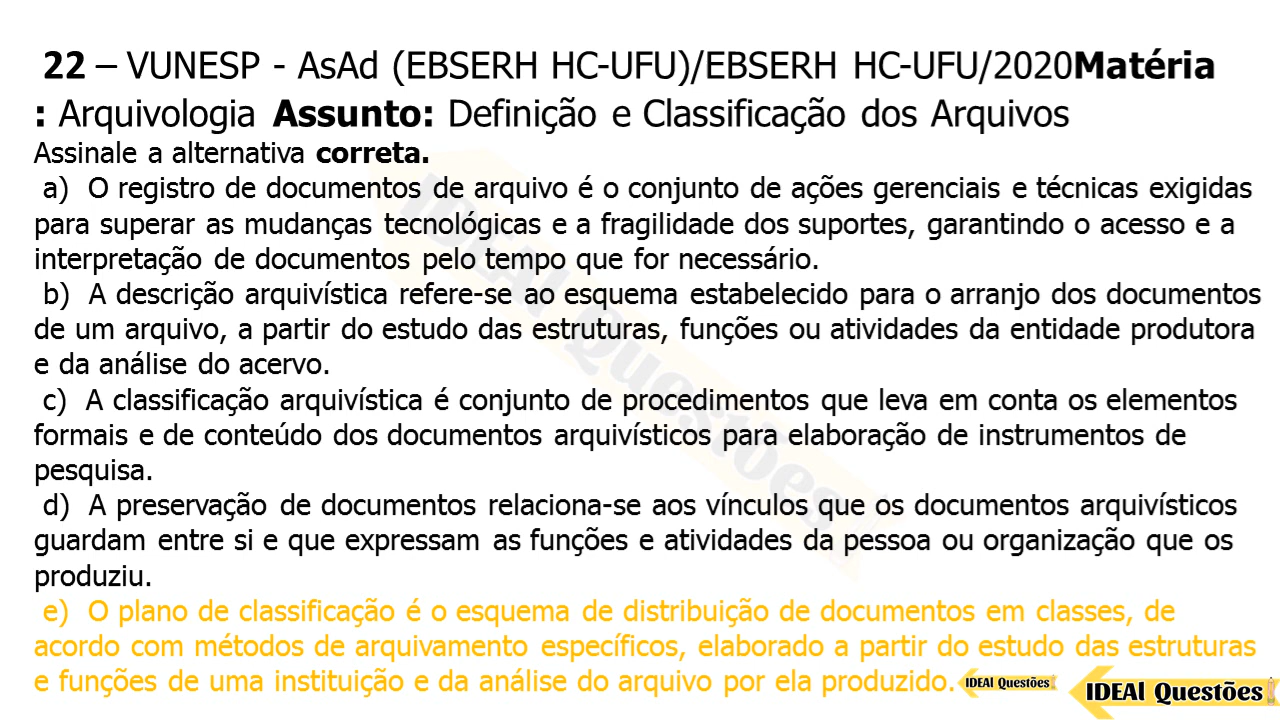 22 – VUNESP - AsAd (EBSERH HC-UFU)/EBSERH HC-UFU/2020Matéria
: Arquivologia Assunto: Definição e Classificação dos Arquivos
Assinale a alternativa correta.
a) O registro de documentos de arquivo é o conjunto de ações gerenciais e técnicas exigidas
para superar as mudanças tecnológicas e a fragilidade dos suportes, garantindo o acesso e a
interpretação de documentos pelo tempo que for necessário.
b) A descrição arquivística refere-se ao esquema estabelecido para o arranjo dos documentos
de um arquivo, a partir do estudo das estruturas, funções ou atividades da entidade produtora
e da análise do acervo.
c) A classificação arquivística é conjunto de procedimentos que leva em conta os elementos
formais e de conteúdo dos documentos arquivísticos para elaboração de instrumentos de
pesquisa.
d) A preservação de documentos relaciona-se aos vínculos que os documentos arquivísticos
guardam entre si e que expressam as funções e atividades da pessoa ou organização que os
produziu.
e) O plano de classificação é o esquema de distribuição de documentos em classes, de
acordo com métodos de arquivamento específicos, elaborado a partir do estudo das estruturas
e funções de uma instituição e da análise do arquivo por ela produzido.
IDEAl Questões
IDEAl Questões
IDEAl Questões